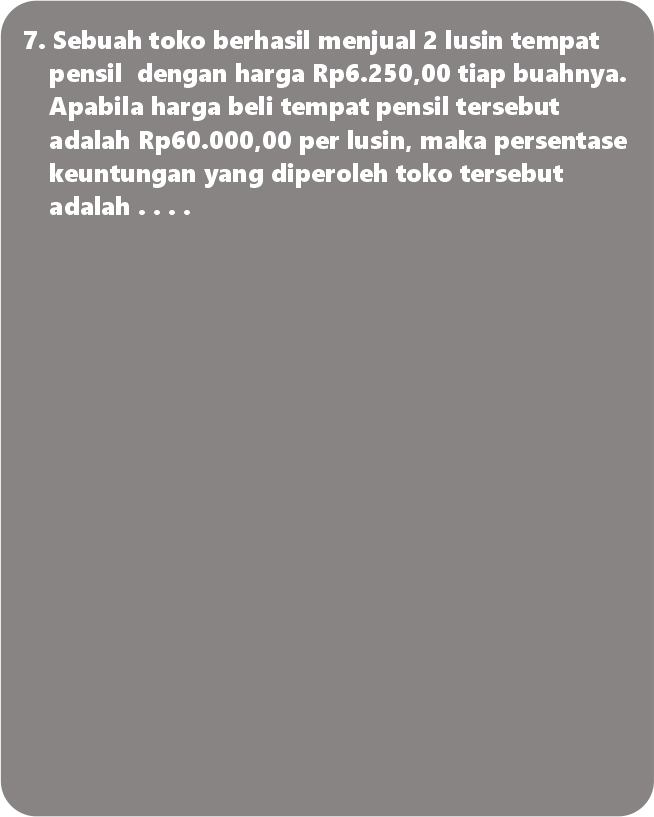 7. Sebuah toko berhasil menjual 2 lusin tempat
pensil dengan harga Rp6.250,00 tiap buahnya.
Apabila harga beli tempat pensil tersebut
adalah Rp60.000,00 per lusin, maka persentase
keuntungan yang diperoleh toko tersebut
adalah . . . .